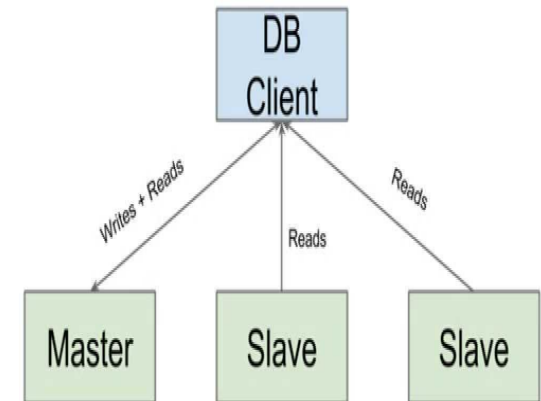 DB
Client
Writes + Reads
Reads
Reads
Master
Slave
Slave